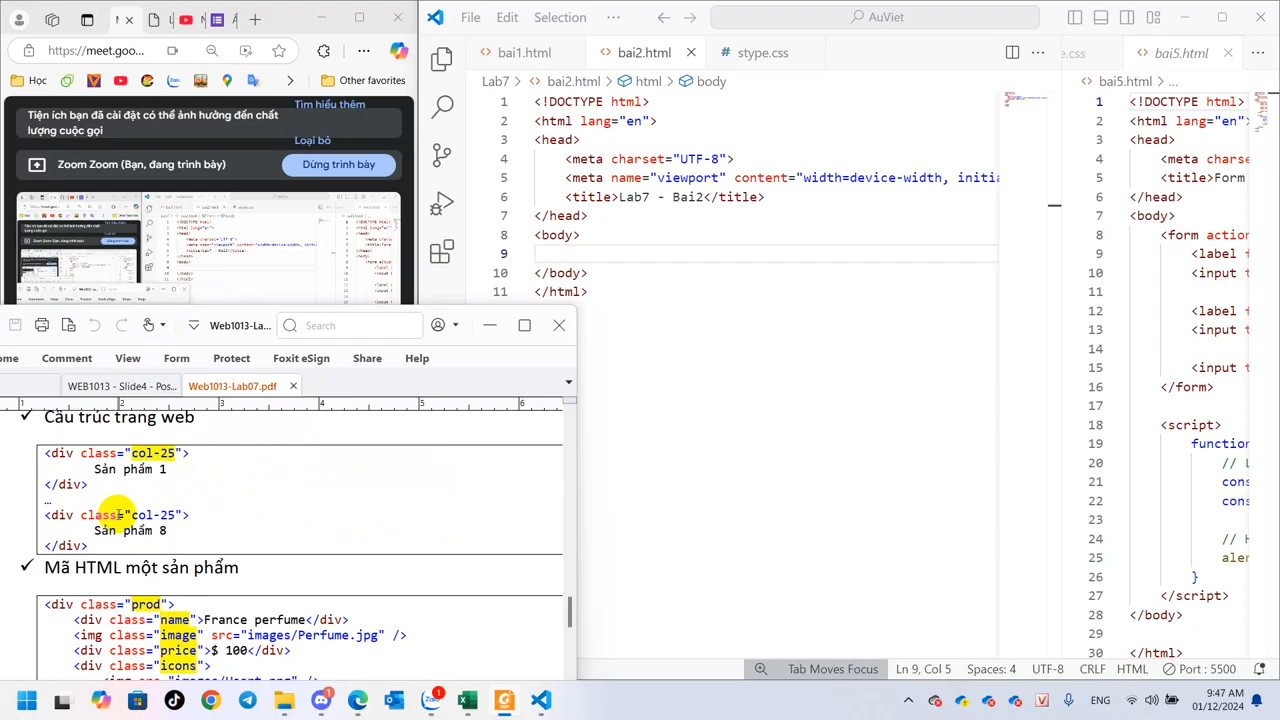 https://meet.goo...
Học
Other favorites
Tìm hiểu thêm
Tiện ích bạn đã cài đặt có thể ảnh hưởng đến chất
lượng cuộc gọi
Loại bỏ
Zoom Zoom (Bạn, đang trình bày)
Dừng trình bày
File Edit Selection ··· AuViet
bai1.html bai2.html stype.css
Lab7 > bai2.html > html > body
1 <!DOCTYPE html>
2 <html lang="en">
3 <head>
4 <meta charset="UTF-8">
5 <meta name="viewport" content="width=device-width, initia
6 <title>Lab7 - Bai2</title>
7 </head>
8 <body>
9
10 </body>
11 </html>
ss.css bai5.html
bai5.html > ...
1 <!DOCTYPE html>
2 <html lang="en"
3 <head>
4 <meta charse
5 <title>Form
6 </head>
7 <body>
8 <form action
9 <label f
10 <input t
11
12 <label f
13 <input t
14
15 <input t
16 </form>
17
18 <script>
19 function
20 // L
21 cons
22 cons
23
24 // H
25 aler
26 }
27 </script>
28 </body>
29
30 </html>
Web1013-La... Search
ome Comment View Form Protect Foxit eSign Share Help
WEB1013 - Slide4 - Pos... Web1013-Lab07.pdf
1 2 3 4 5 6
Cấu trúc trang web
<div class="col-25">
Sản phẩm 1
</div>
…
<div class="col-25">
Sản phẩm 8
</div>
Mã HTML một sản phẩm
<div class="prod">
<div class="name">France perfume</div>
<img class="image" src="images/Perfume.jpg" />
<div class="price">$ 100</div>
<div class="icons">
Tab Moves Focus Ln 9, Col 5 Spaces: 4 UTF-8 CRLF HTML Port : 5500
ENG 9:47 AM
01/12/2024